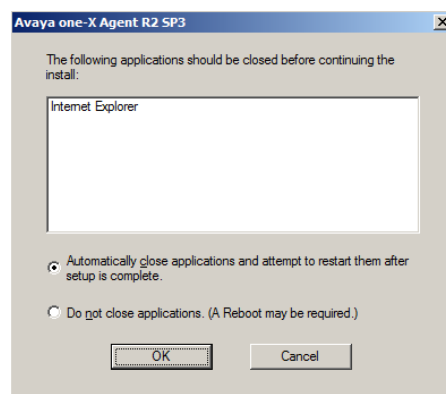 Avaya one-X Agent R2 SP3
The following applications should be closed before continuing the
install:
Internet Explorer
Automatically close applications and attempt to restart them after
setup is complete.
Do not close applications. (A Reboot may be required.)
OK
Cancel